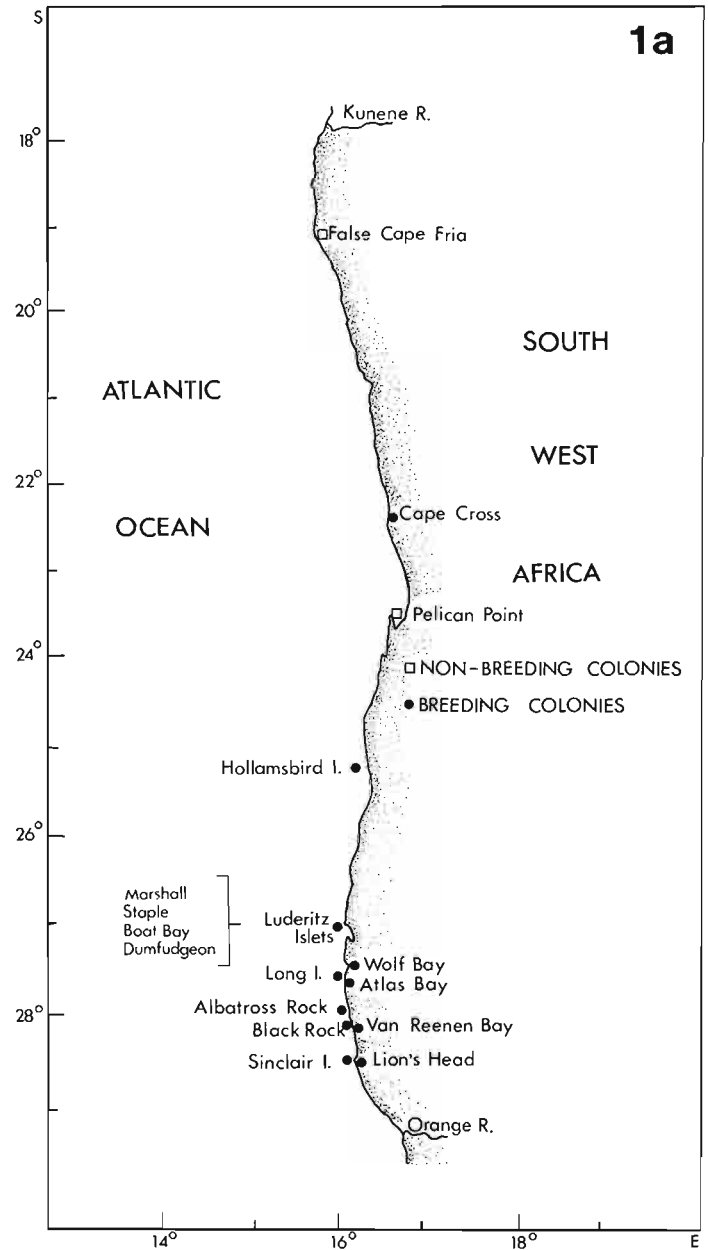 S
1a
Kunene R.
18°
False Cape Fria
20°
SOUTH
ATLANTIC
WEST
22°
Cape Cross
OCEAN
AFRICA
Pelican Point
24°
NON-BREEDING COLONIES
BREEDING COLONIES
Hollamsbird I.
26°
Marshall
Staple
Boat Bay
Dumfudgeon
Luderitz
Islets
Wolf Bay
Long I.
Atlas Bay
Albatross Rock
28°
Black Rock
Van Reenen Bay
Sinclair I.
Lion's Head
Orange R.
14°
16°
18°
E